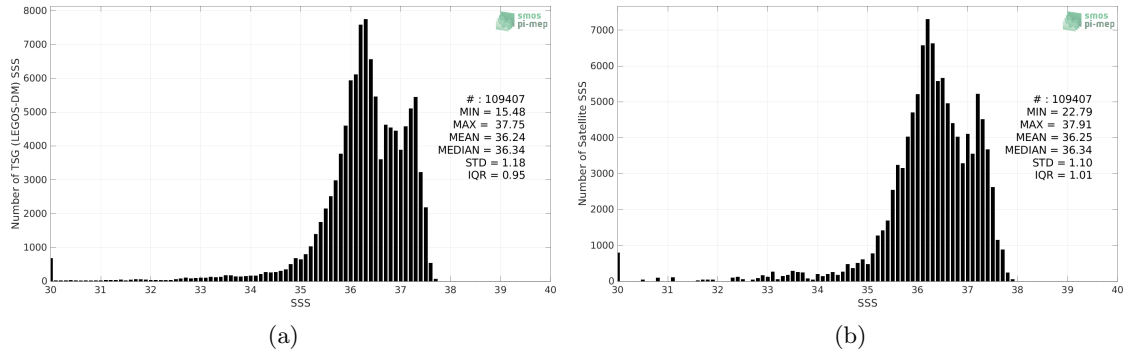 8000
7000
6000
5000
4000
3000
2000
1000
0
Number of TSG (LEGOS-DM) SSS
30 31 32 33 34 35 36 37 38 39 40
SSS
smos
pi-mep
# : 109407
MIN = 15.48
MAX = 37.75
MEAN = 36.24
MEDIAN = 36.34
STD = 1.18
IQR = 0.95
(a)
7000
6000
5000
4000
3000
2000
1000
0
Number of Satellite SSS
30 31 32 33 34 35 36 37 38 39 40
SSS
smos
pi-mep
# : 109407
MIN = 22.79
MAX = 37.91
MEAN = 36.25
MEDIAN = 36.34
STD = 1.10
IQR = 1.01
(b)